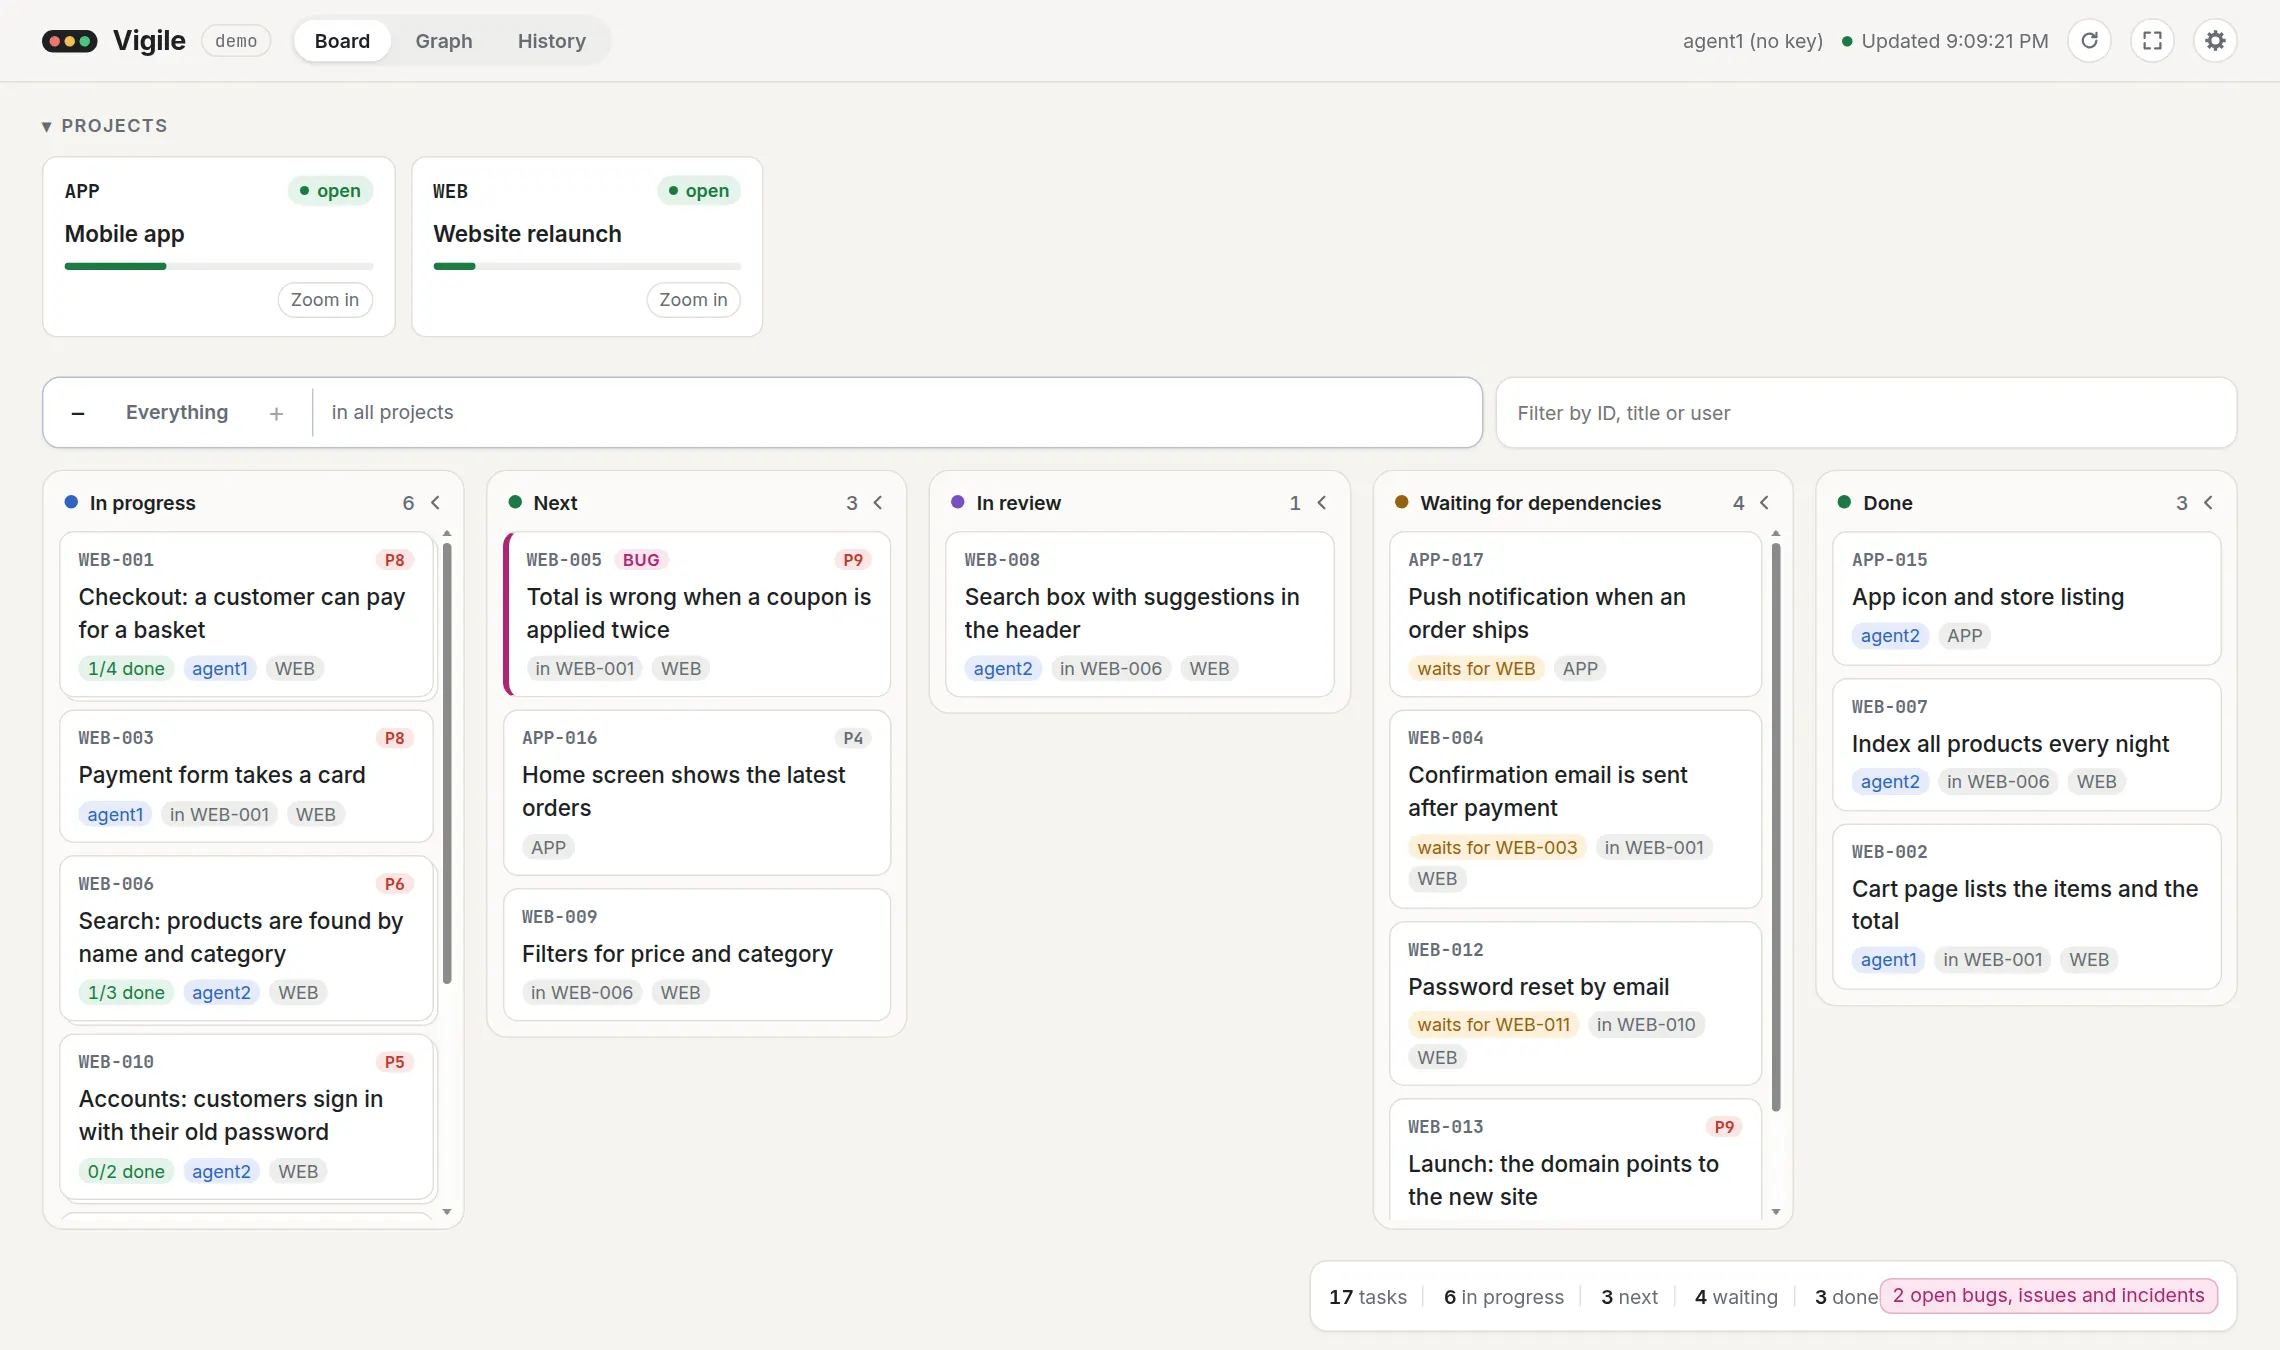 Vigile demo Board Graph History agent1 (no key) Updated 9:09:21 PM
▼ PROJECTS
APP open
Mobile app
Zoom in
WEB open
Website relaunch
Zoom in
− Everything + in all projects
Filter by ID, title or user
In progress 6
WEB-001 P8
Checkout: a customer can pay
for a basket
1/4 done agent1 WEB
WEB-003 P8
Payment form takes a card
agent1 in WEB-001 WEB
WEB-006 P6
Search: products are found by
name and category
1/3 done agent2 WEB
WEB-010 P5
Accounts: customers sign in
with their old password
0/2 done agent2 WEB
Next 3
WEB-005 BUG P9
Total is wrong when a coupon is
applied twice
in WEB-001 WEB
APP-016 P4
Home screen shows the latest
orders
APP
WEB-009
Filters for price and category
in WEB-006 WEB
In review 1
WEB-008
Search box with suggestions in
the header
agent2 in WEB-006 WEB
Waiting for dependencies 4
APP-017
Push notification when an
order ships
waits for WEB APP
WEB-004
Confirmation email is sent
after payment
waits for WEB-003 in WEB-001
WEB
WEB-012
Password reset by email
waits for WEB-011 in WEB-010
WEB
WEB-013 P9
Launch: the domain points to
the new site
Done 3
APP-015
App icon and store listing
agent2 APP
WEB-007
Index all products every night
agent2 in WEB-006 WEB
WEB-002
Cart page lists the items and the
total
agent1 in WEB-001 WEB
17 tasks 6 in progress 3 next 4 waiting 3 done 2 open bugs, issues and incidents